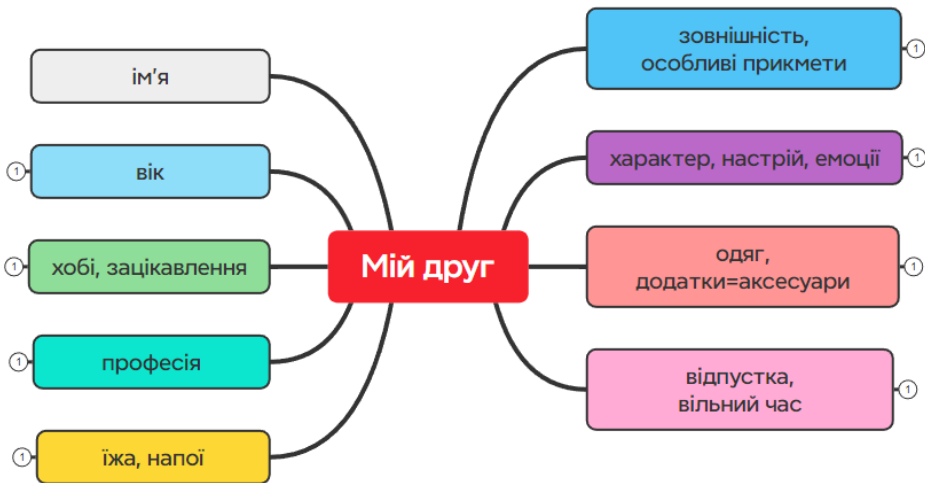 Мій друг
ім'я
1
вік
1
хобі, зацікавлення
1
професія
1
їжа, напої
зовнішність,
особливі прикмети
1
характер, настрій, емоції
1
одяг,
додатки=аксесуари
1
відпустка,
вільний час
1